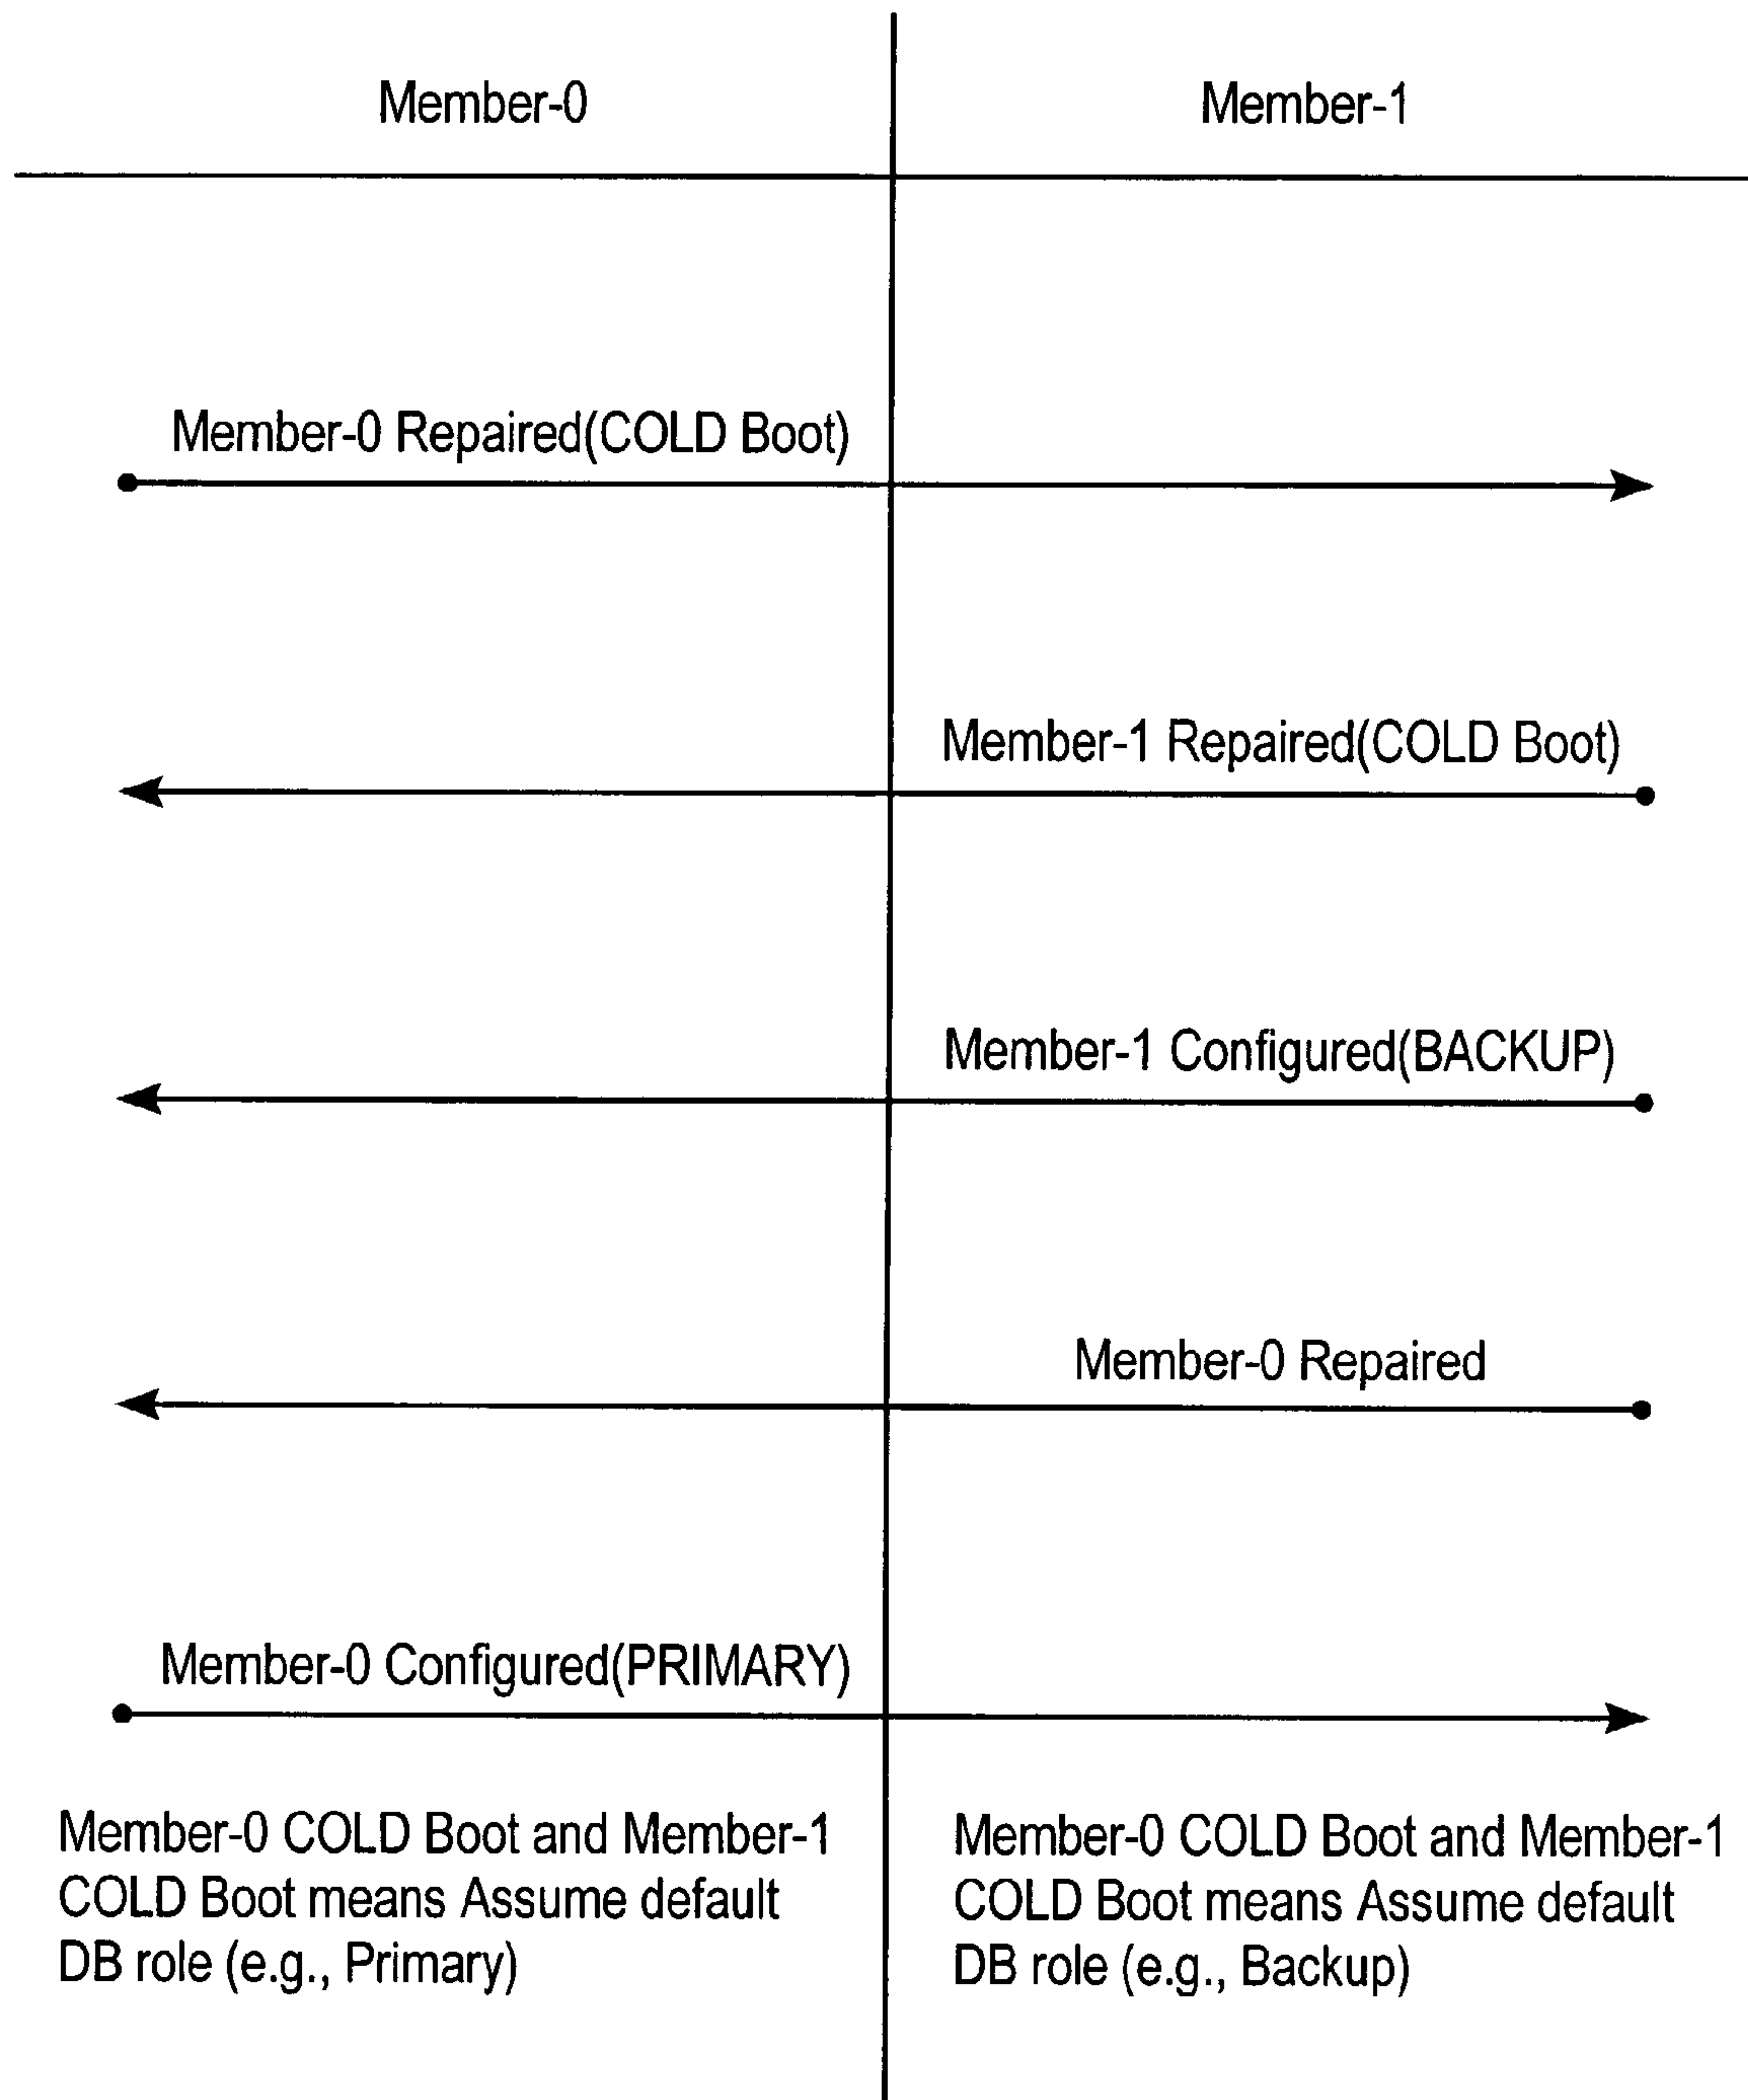 Member-0
Member-1
Member-0 Repaired(COLD Boot)
Member-1 Repaired(COLD Boot)
Member-1 Configured(BACKUP)
Member-0 Repaired
Member-0 Configured(PRIMARY)
Member-0 COLD Boot and Member-1
COLD Boot means Assume default
DB role (e.g., Primary)
Member-0 COLD Boot and Member-1
COLD Boot means Assume default
DB role (e.g., Backup)